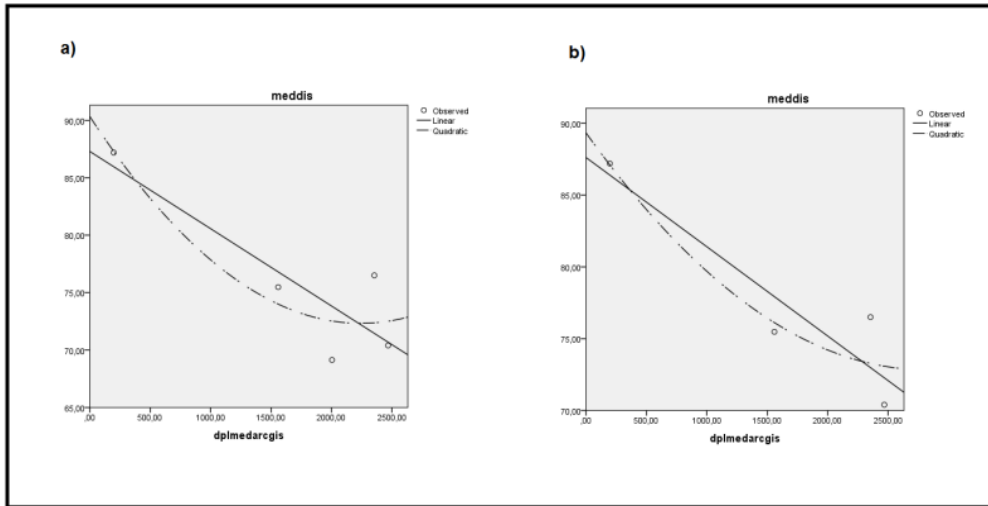 a)
meddis
Observed
Linear
Quadratic
90,00
85,00
80,00
75,00
70,00
65,00
,00
500,00
1000,00
1500,00
2000,00
2500,00
dplmedarcgis
b)
meddis
Observed
Linear
Quadratic
90,00
85,00
80,00
75,00
70,00
,00
500,00
1000,00
1500,00
2000,00
2500,00
dplmedarcgis